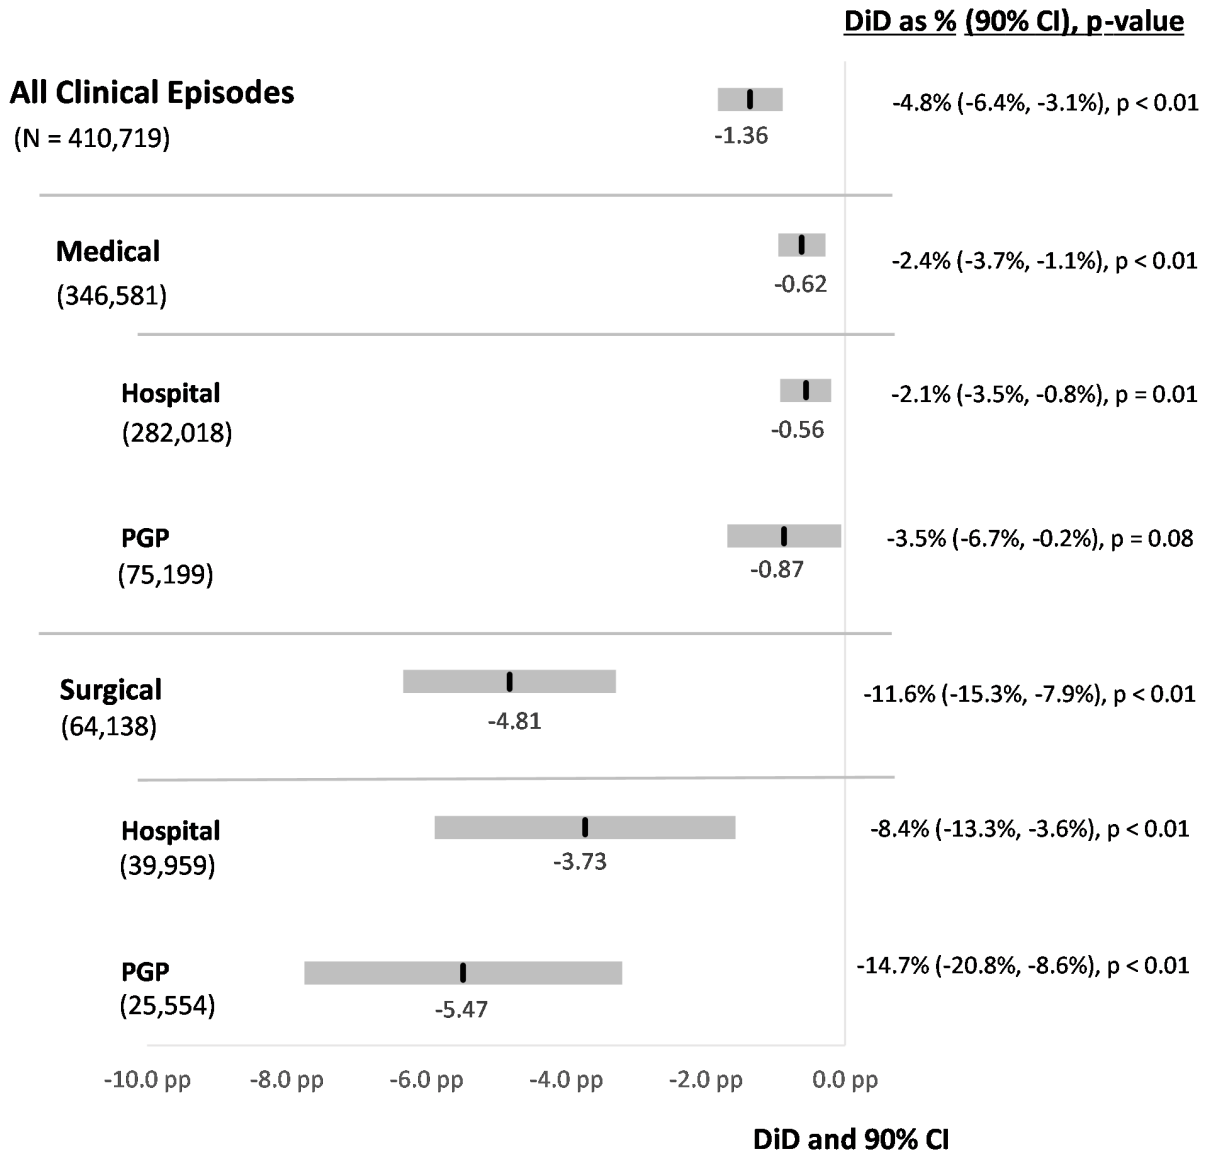 DiD as % (90% CI), p-value
All Clinical Episodes
(N = 410,719)
-1.36
-4.8% (-6.4%, -3.1%), p < 0.01
Medical
(346,581)
-0.62
-2.4% (-3.7%, -1.1%), p < 0.01
Hospital
(282,018)
-0.56
-2.1% (-3.5%, -0.8%), p = 0.01
PGP
(75,199)
-0.87
-3.5% (-6.7%, -0.2%), p = 0.08
Surgical
(64,138)
-4.81
-11.6% (-15.3%, -7.9%), p < 0.01
Hospital
(39,959)
-3.73
-8.4% (-13.3%, -3.6%), p < 0.01
PGP
(25,554)
-5.47
-14.7% (-20.8%, -8.6%), p < 0.01
-10.0 pp -8.0 pp -6.0 pp -4.0 pp -2.0 pp 0.0 pp
DiD and 90% CI